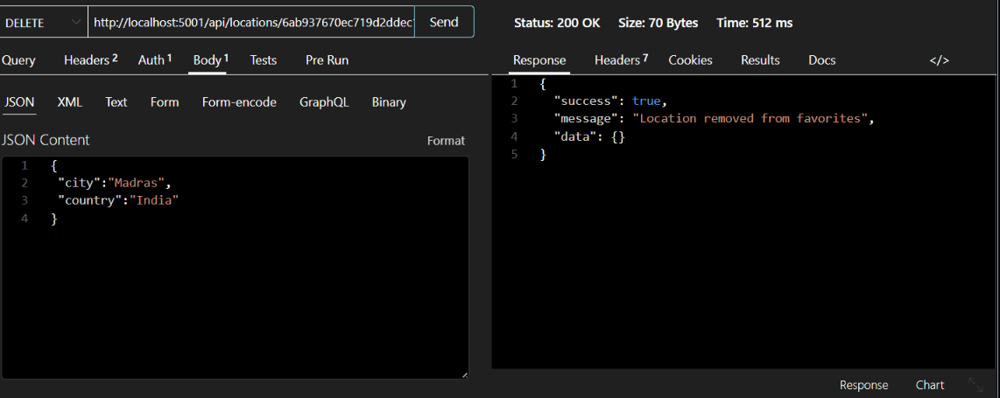 DELETE http://localhost:5001/api/locations/6ab937670ec719d2ddec Send
Status: 200 OK Size: 70 Bytes Time: 512 ms
Query Headers 2 Auth 1 Body 1 Tests Pre Run
Response Headers 7 Cookies Results Docs </>
JSON XML Text Form Form-encode GraphQL Binary
JSON Content Format
1 {
2 "city":"Madras",
3 "country":"India"
4 }
1 {
2 "success": true,
3 "message": "Location removed from favorites",
4 "data": {}
5 }
Response Chart